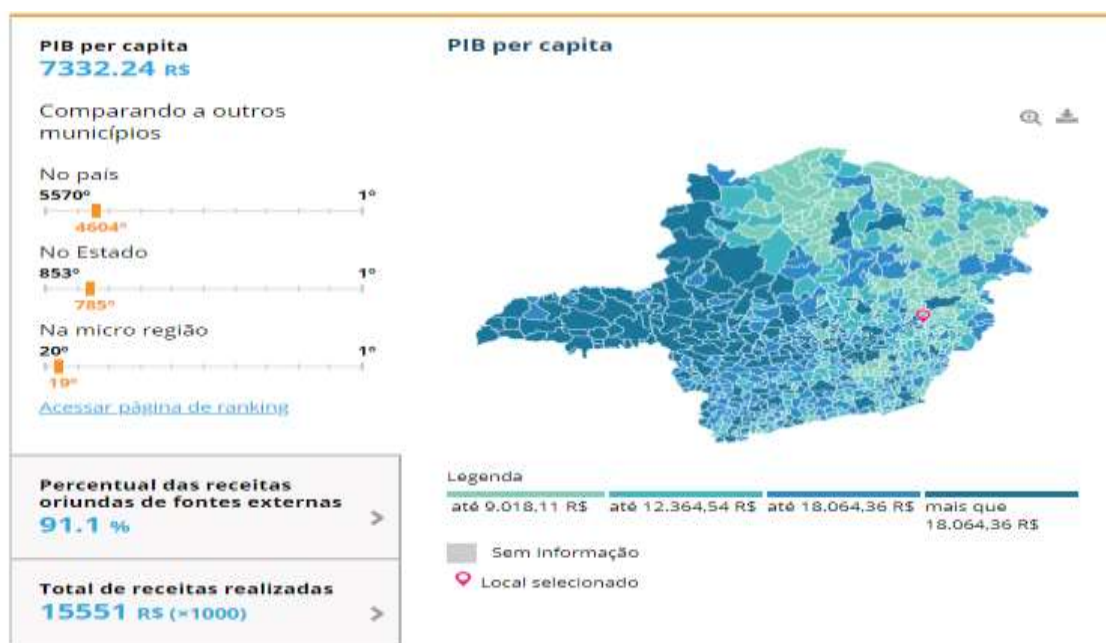 PIB per capita
7332.24 R$
Comparando a outros
municípios
No país
5570º 1º
4604º
No Estado
853º 1º
785º
Na micro região
20º 1º
19º
Acessar página de ranking
Percentual das receitas
oriundas de fontes externas
91.1 %
Total de receitas realizadas
15551 R$ (×1000)
PIB per capita
Legenda
até 9.018,11 R$ até 12.364,54 R$ até 18.064,36 R$ mais que
18.064,36 R$
Sem Informação
Local selecionado